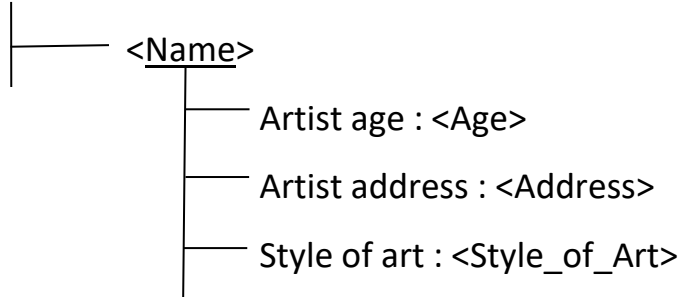 <Name>
Artist age : <Age>
Artist address : <Address>
Style of art : <Style_of_Art>